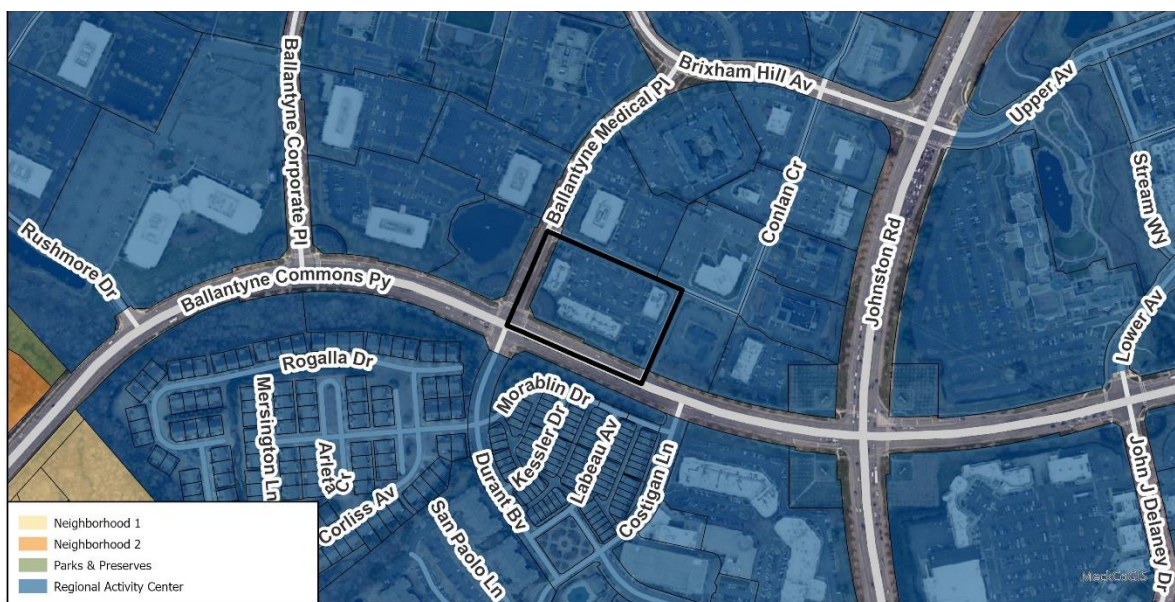 Ballantyne Corporate Pl
Ballantyne Medical Pl
Brixham Hill Av
Upper Av
Stream Wy
Conlan Cr
Johnston Rd
Rushmore Dr
Ballantyne Commons Py
Lower Av
Rogalla Dr
Mersington Ln
Arleta Cr
Corliss Av
Morablin Dr
Kessler Dr
Labeau Av
Durant Bv
Costigan Ln
San Paolo Ln
John J Delaney Dr
Neighborhood 1
Neighborhood 2
Parks & Preserves
Regional Activity Center
MeckCoGIS